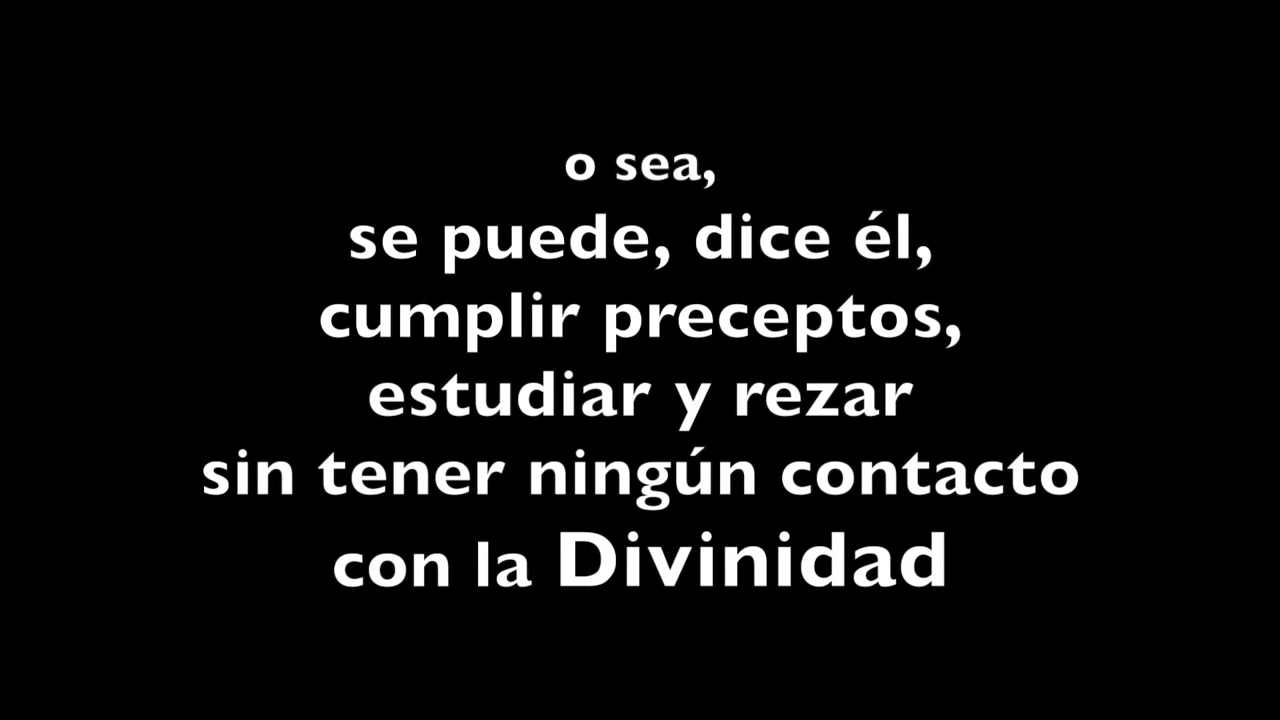 o sea,
se puede, dice él,
cumplir preceptos,
estudiar y rezar
sin tener ningún contacto
con la Divinidad